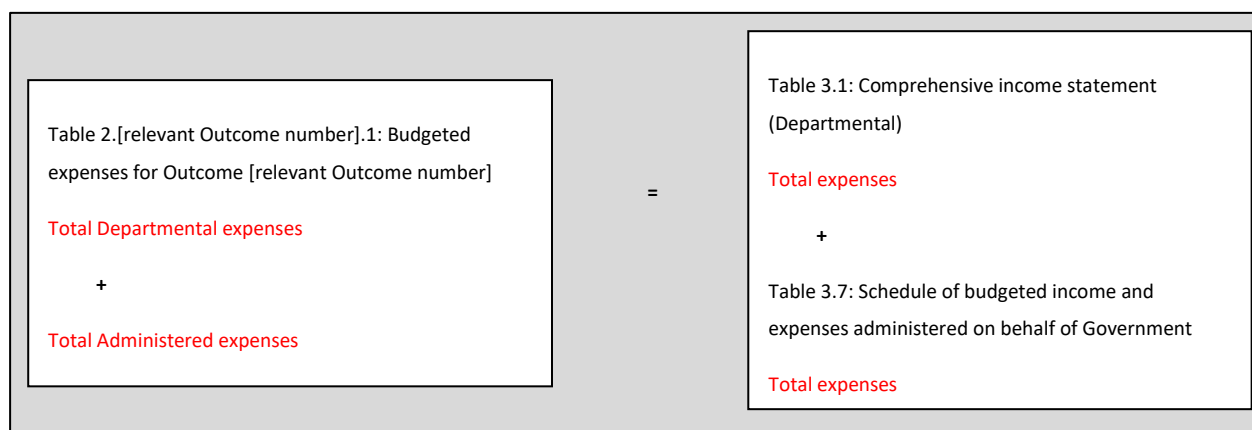 Table 2.[relevant Outcome number].1: Budgeted
expenses for Outcome [relevant Outcome number]
Total Departmental expenses
+
Total Administered expenses
=
Table 3.1: Comprehensive income statement
(Departmental)
Total expenses
+
Table 3.7: Schedule of budgeted income and
expenses administered on behalf of Government
Total expenses